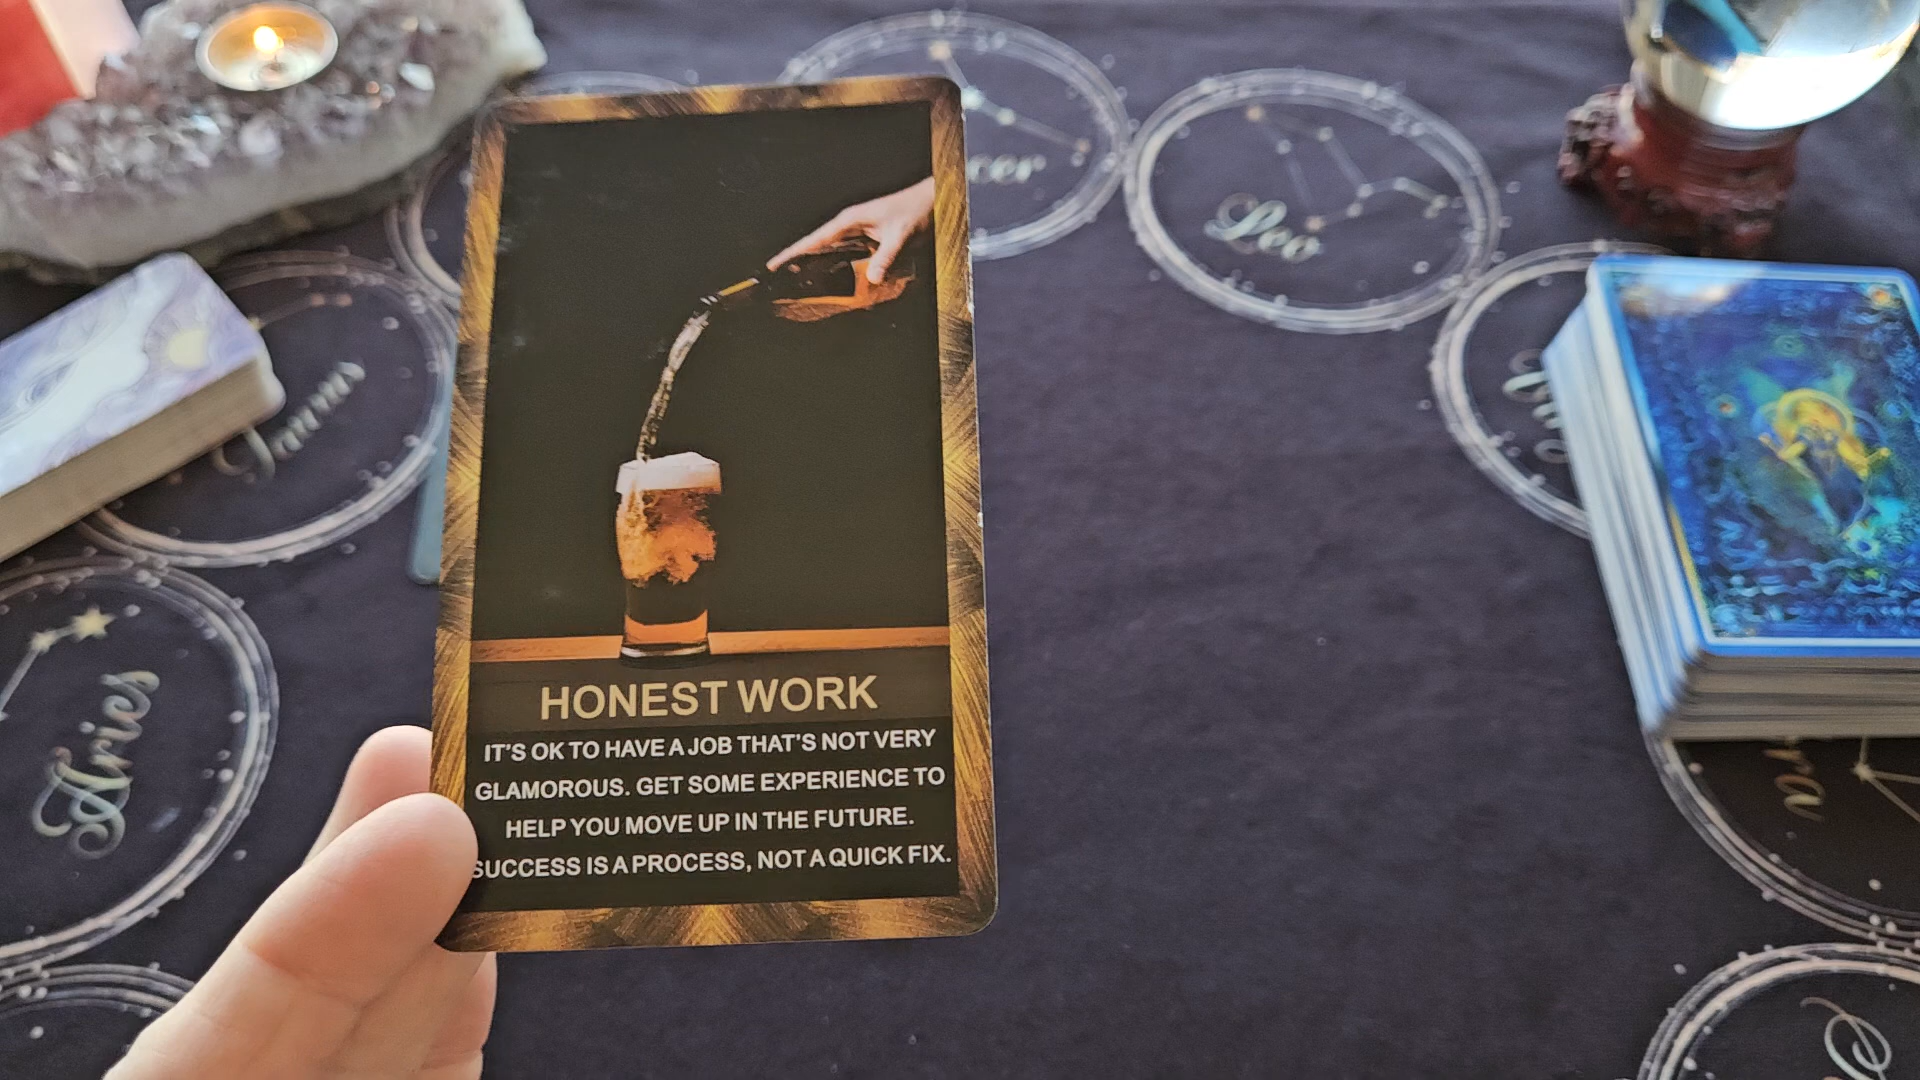 HONEST WORK
IT'S OK TO HAVE A JOB THAT'S NOT VERY
GLAMOROUS. GET SOME EXPERIENCE TO
HELP YOU MOVE UP IN THE FUTURE.
SUCCESS IS A PROCESS, NOT A QUICK FIX.
Leo
Taurus
Aries